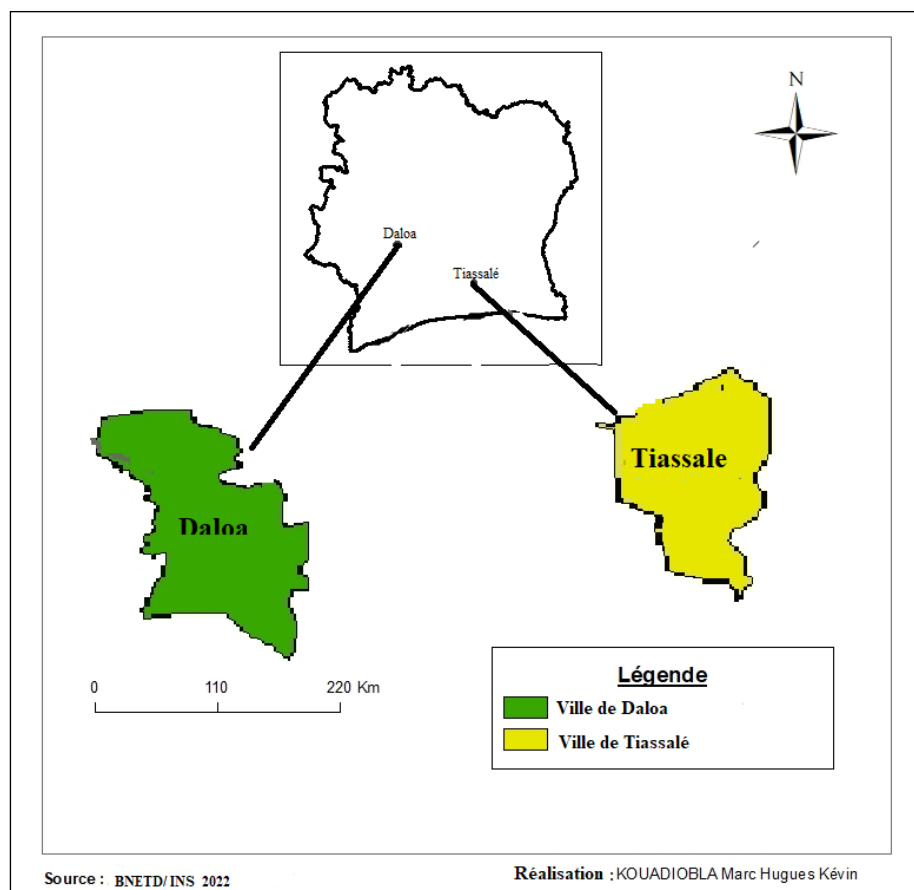 N
Daloa
Tiassalé
Tiassale
Daloa
0 110 220 Km
Légende
Ville de Daloa
Ville de Tiassalé
Source : BNETD/ INS 2022
Réalisation : KOUADIOBLA Marc Hugues Kévin